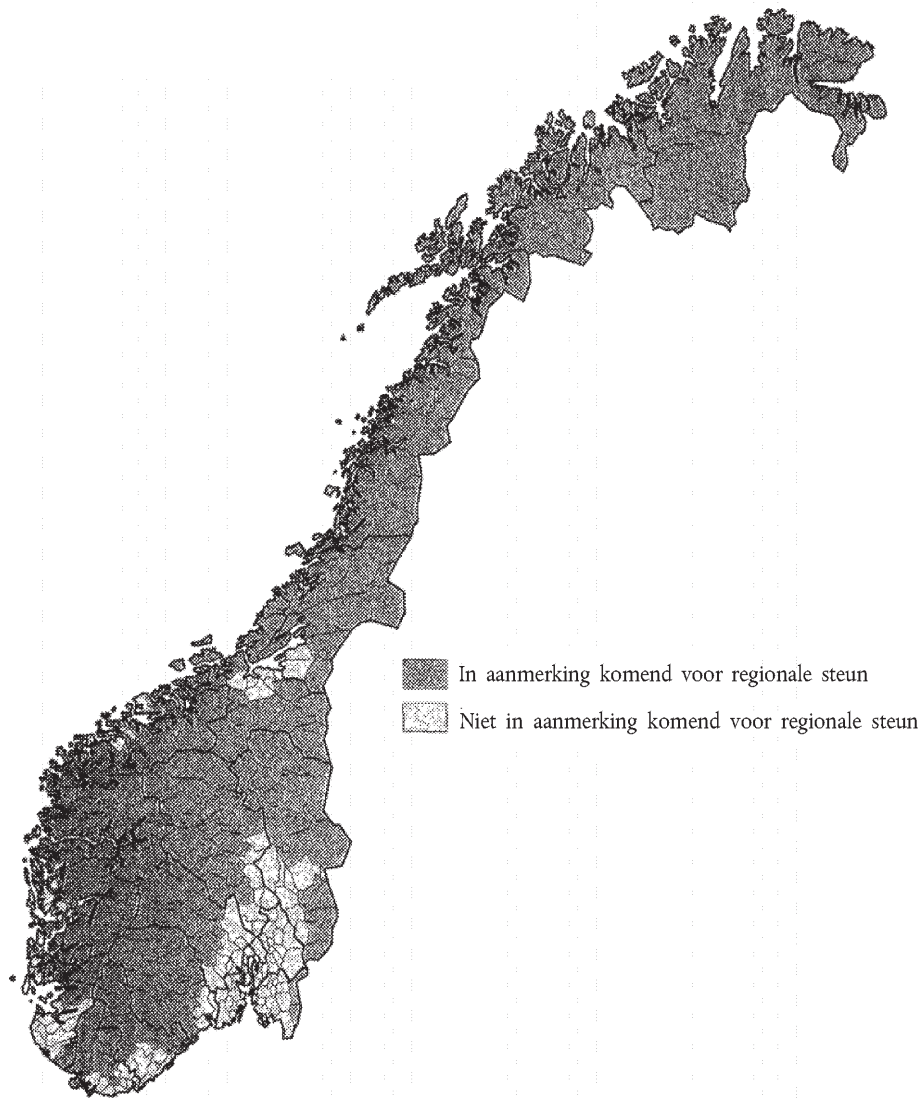 In aanmerking komend voor regionale steun
Niet in aanmerking komend voor regionale steun